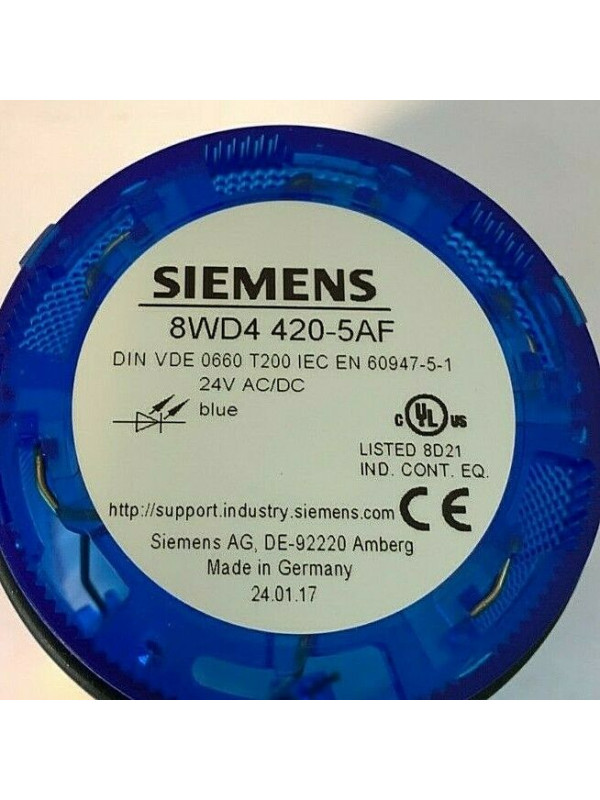 SIEMENS
8WD4 420-5AF
DIN VDE 0660 T200 IEC EN 60947-5-1
24V AC/DC
blue
c UL us
LISTED 8D21
IND. CONT. EQ.
http://support.industry.siemens.com CE
Siemens AG, DE-92220 Amberg
Made in Germany
24.01.17